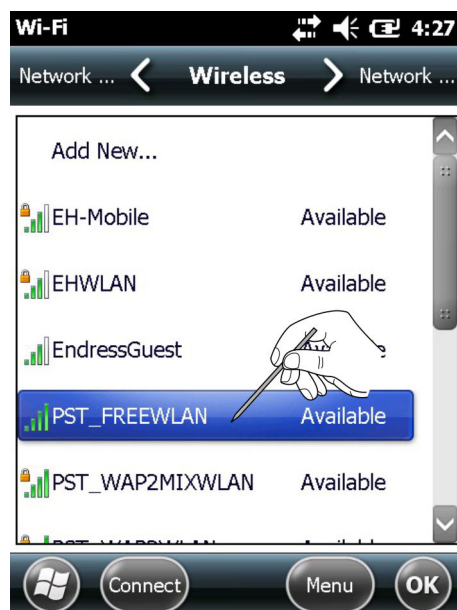 Wi-Fi 4:27
Network ... Wireless Network ...
Add New...
EH-Mobile Available
EHWLAN Available
EndressGuest
PST_FREEWLAN Available
PST_WAP2MIXWLAN Available
Connect Menu OK